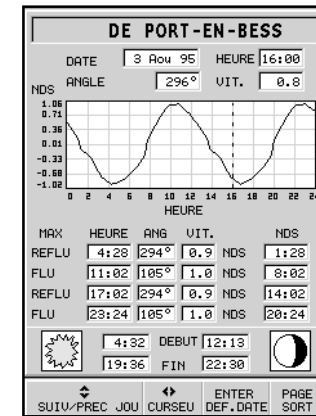 DE PORT-EN-BESS
DATE 3 Aou 95 HEURE 16:00
ANGLE 296° VIT. 0.8
NDS
1.06
0.71
0.36
0.01
-0.33
-0.68
-1.02
0 2 4 6 8 10 12 14 16 18 20 22 24
HEURE
MAX HEURE ANG VIT. NDS
REFLU 4:28 294° 0.9 NDS 1:28
FLU 11:02 105° 1.0 NDS 8:02
REFLU 17:02 294° 0.9 NDS 14:02
FLU 23:24 105° 1.0 NDS 20:24
4:32 DEBUT 12:13
19:36 FIN 22:30
SUIV/PREC JOU CURSEU ENTER DEF.DATE PAGE SORT